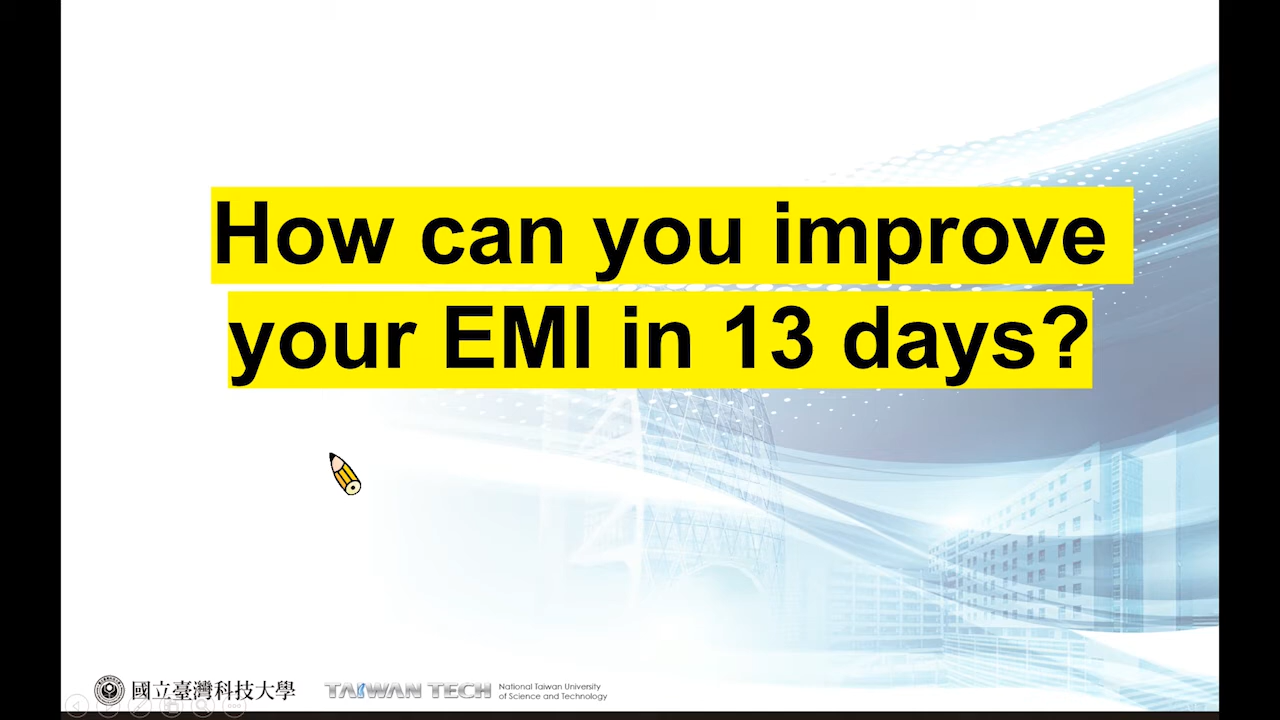 How can you improve
your EMI in 13 days?
國立臺灣科技大學
TAIWAN TECH
National Taiwan University
of Science and Technology